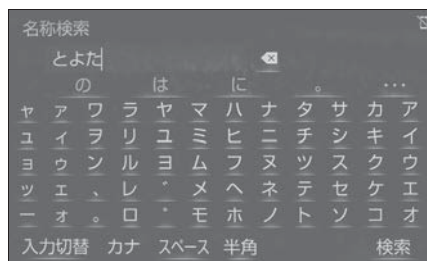 名称検索
とよた
の は に 。 …
ャ ァ ワ ラ ヤ マ ハ ナ タ サ カ ア
ュ ィ ヲ リ ユ ミ ヒ ニ チ シ キ イ
ョ ゥ ン ル ヨ ム フ ヌ ツ ス ク ウ
ッ ェ 、 レ ゛ メ ヘ ネ テ セ ケ エ
ー ォ 。 ロ ゜ モ ホ ノ ト ソ コ オ
入力切替 カナ スペース 半角 検索